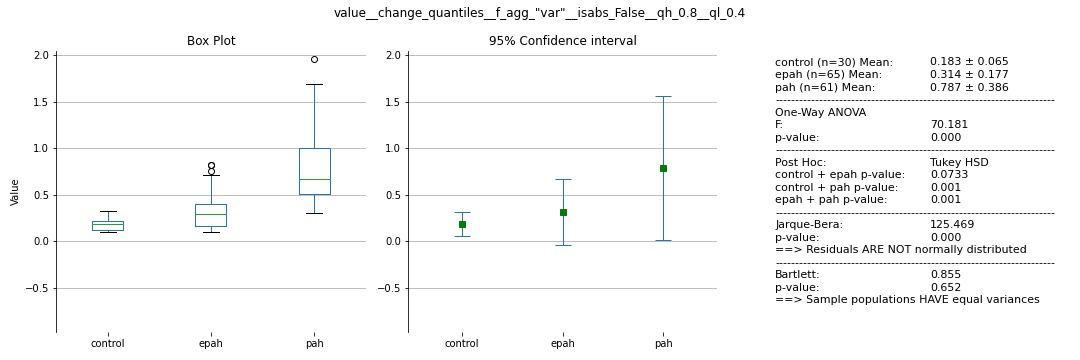 value__change_quantiles__f_agg_"var"__isabs_False__qh_0.8__ql_0.4
Box Plot
2.0
1.5
1.0
0.5
0.0
−0.5
Value
control
epah
pah
95% Confidence interval
2.0
1.5
1.0
0.5
0.0
−0.5
control
epah
pah
control (n=30) Mean: 0.183 ± 0.065
epah (n=65) Mean: 0.314 ± 0.177
pah (n=61) Mean: 0.787 ± 0.386
One-Way ANOVA
F: 70.181
p-value: 0.000
Post Hoc: Tukey HSD
control + epah p-value: 0.0733
control + pah p-value: 0.001
epah + pah p-value: 0.001
Jarque-Bera: 125.469
p-value: 0.000
==> Residuals ARE NOT normally distributed
Bartlett: 0.855
p-value: 0.652
==> Sample populations HAVE equal variances